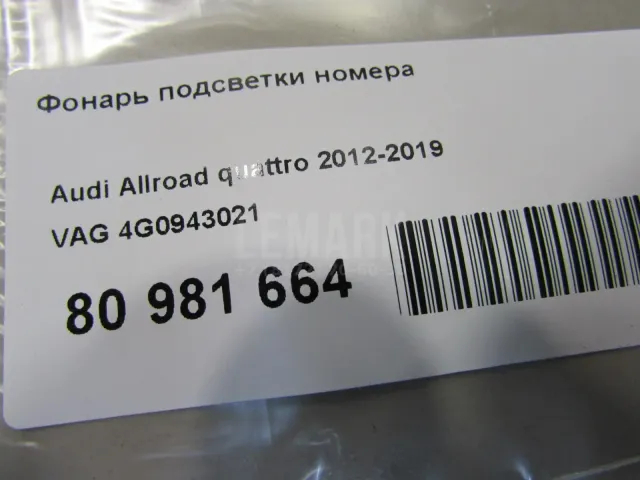 Фонарь подсветки номера
Audi Allroad quattro 2012-2019
VAG 4G0943021
80 981 664